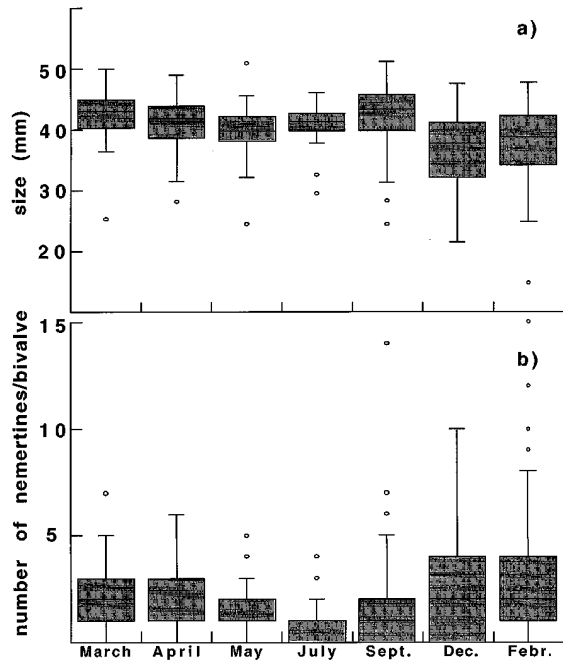 a)
50
40
30
20
size (mm)
b)
15
10
5
number of nemertines/bivalve
March April May July Sept. Dec. Febr.